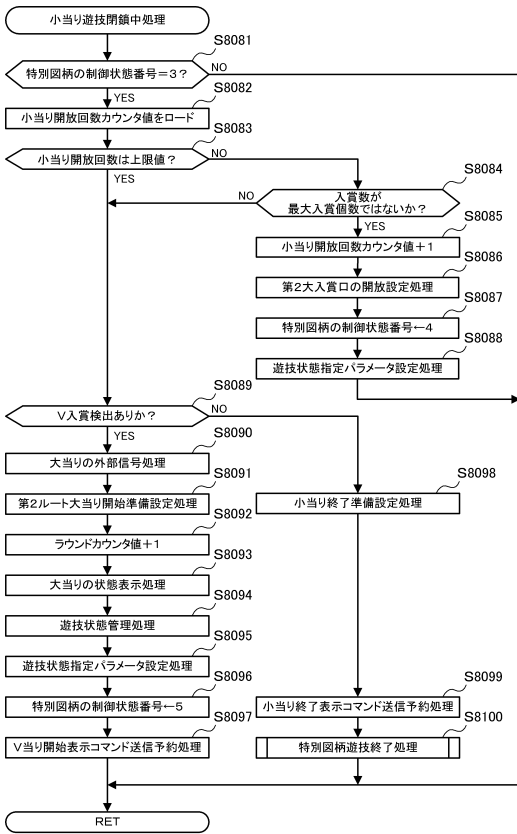 小当り遊技閉鎖中処理
S8081
特別図柄の制御状態番号=3?
NO
YES
S8082
小当り開放回数カウンタ値をロード
S8083
小当り開放回数は上限値?
NO
YES
S8084
入賞数が
最大入賞個数ではないか?
NO
YES
S8085
小当り開放回数カウンタ値+1
S8086
第2大入賞口の開放設定処理
S8087
特別図柄の制御状態番号←4
S8088
遊技状態指定パラメータ設定処理
S8089
V入賞検出ありか?
NO
YES
S8090
大当りの外部信号処理
S8091
第2ルート大当り開始準備設定処理
S8092
ラウンドカウンタ値+1
S8093
大当りの状態表示処理
S8094
遊技状態管理処理
S8095
遊技状態指定パラメータ設定処理
S8096
特別図柄の制御状態番号←5
S8097
V当り開始表示コマンド送信予約処理
S8098
小当り終了準備設定処理
S8099
小当り終了表示コマンド送信予約処理
S8100
特別図柄遊技終了処理
RET